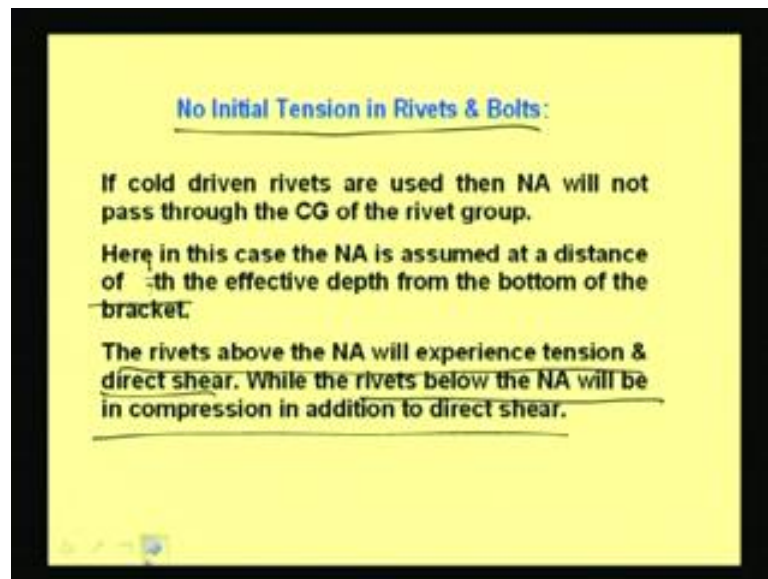 No Initial Tension in Rivets & Bolts:
If cold driven rivets are used then NA will not
pass through the CG of the rivet group.
Here in this case the NA is assumed at a distance
of th the effective depth from the bottom of the
bracket.
The rivets above the NA will experience tension &
direct shear. While the rivets below the NA will be
in compression in addition to direct shear.